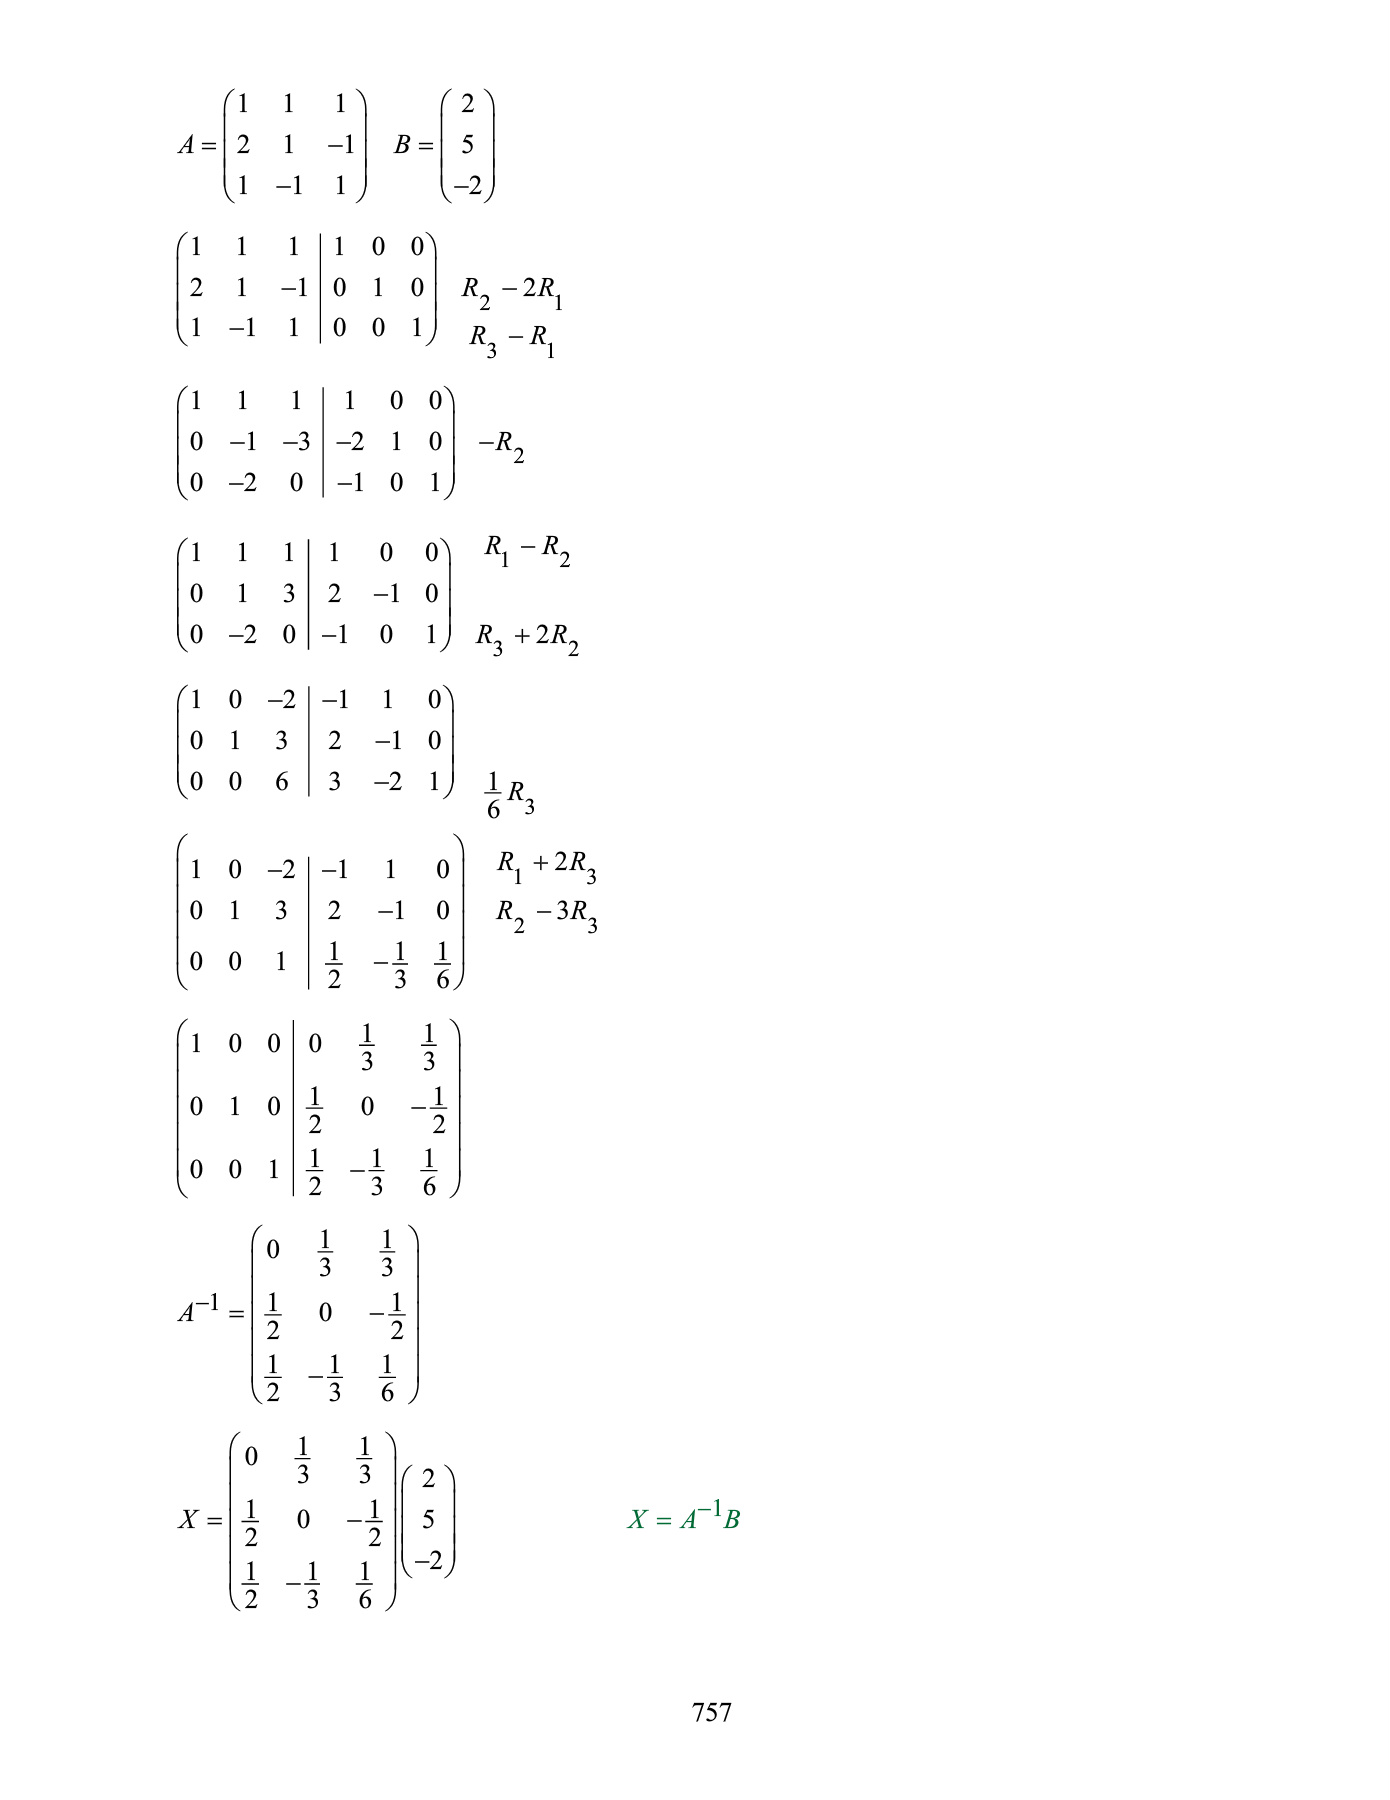 A = \begin{pmatrix} 1 & 1 & 1 \\ 2 & 1 & -1 \\ 1 & -1 & 1 \end{pmatrix} B = \begin{pmatrix} 2 \\ 5 \\ -2 \end{pmatrix}
\left(\begin{array}{ccc|ccc} 1 & 1 & 1 & 1 & 0 & 0 \\ 2 & 1 & -1 & 0 & 1 & 0 \\ 1 & -1 & 1 & 0 & 0 & 1 \end{array}\right) \begin{matrix} R_2 - 2R_1 \\ R_3 - R_1 \end{matrix}
\left(\begin{array}{ccc|ccc} 1 & 1 & 1 & 1 & 0 & 0 \\ 0 & -1 & -3 & -2 & 1 & 0 \\ 0 & -2 & 0 & -1 & 0 & 1 \end{array}\right) -R_2
\left(\begin{array}{ccc|ccc} 1 & 1 & 1 & 1 & 0 & 0 \\ 0 & 1 & 3 & 2 & -1 & 0 \\ 0 & -2 & 0 & -1 & 0 & 1 \end{array}\right) \begin{matrix} R_1 - R_2 \\ \\ R_3 + 2R_2 \end{matrix}
\left(\begin{array}{ccc|ccc} 1 & 0 & -2 & -1 & 1 & 0 \\ 0 & 1 & 3 & 2 & -1 & 0 \\ 0 & 0 & 6 & 3 & -2 & 1 \end{array}\right) \frac{1}{6}R_3
\left(\begin{array}{ccc|ccc} 1 & 0 & -2 & -1 & 1 & 0 \\ 0 & 1 & 3 & 2 & -1 & 0 \\ 0 & 0 & 1 & \frac{1}{2} & -\frac{1}{3} & \frac{1}{6} \end{array}\right) \begin{matrix} R_1 + 2R_3 \\ R_2 - 3R_3 \end{matrix}
\left(\begin{array}{ccc|ccc} 1 & 0 & 0 & 0 & \frac{1}{3} & \frac{1}{3} \\ 0 & 1 & 0 & \frac{1}{2} & 0 & -\frac{1}{2} \\ 0 & 0 & 1 & \frac{1}{2} & -\frac{1}{3} & \frac{1}{6} \end{array}\right)
A^{-1} = \begin{pmatrix} 0 & \frac{1}{3} & \frac{1}{3} \\ \frac{1}{2} & 0 & -\frac{1}{2} \\ \frac{1}{2} & -\frac{1}{3} & \frac{1}{6} \end{pmatrix}
X = \begin{pmatrix} 0 & \frac{1}{3} & \frac{1}{3} \\ \frac{1}{2} & 0 & -\frac{1}{2} \\ \frac{1}{2} & -\frac{1}{3} & \frac{1}{6} \end{pmatrix} \begin{pmatrix} 2 \\ 5 \\ -2 \end{pmatrix} X = A^{-1}B
757